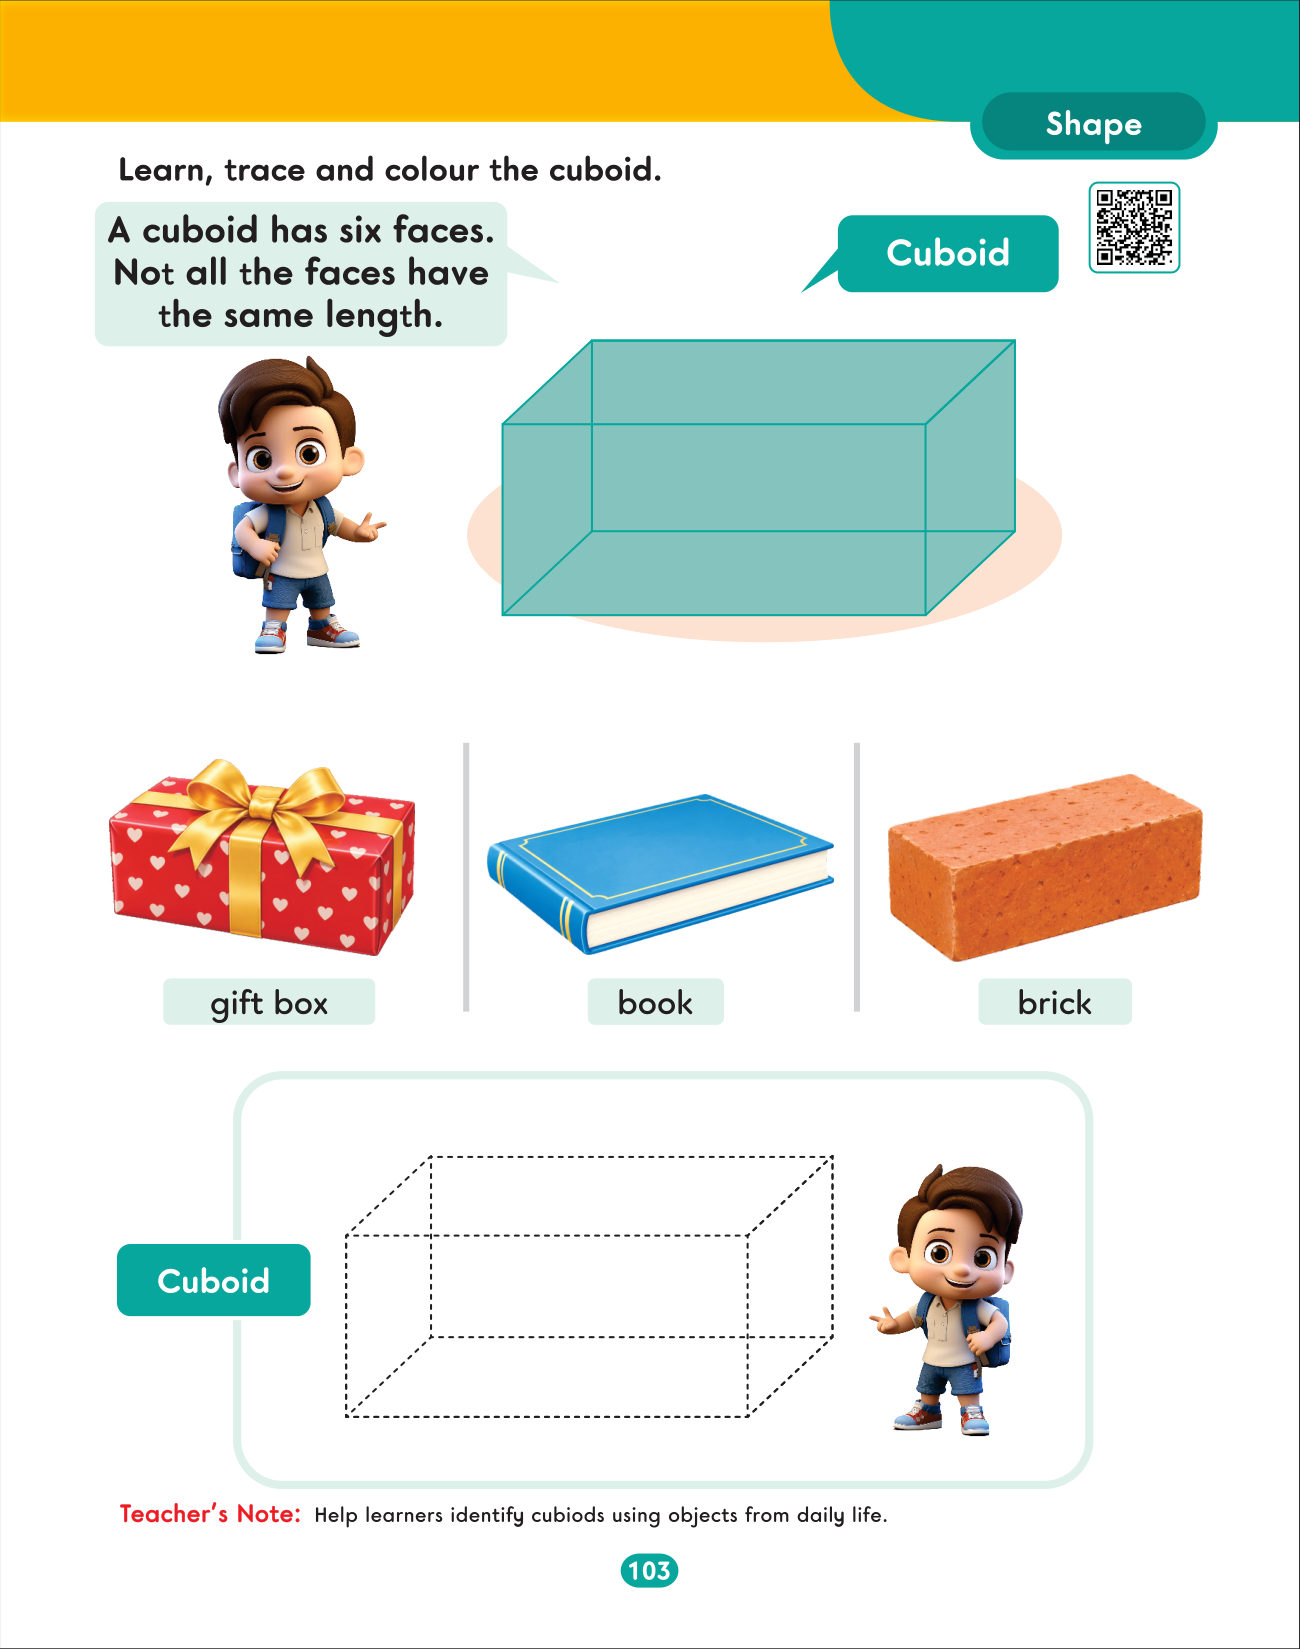 Shape
Learn, trace and colour the cuboid.
A cuboid has six faces.
Not all the faces have
the same length.
Cuboid
gift box
book
brick
Cuboid
Teacher's Note: Help learners identify cubiods using objects from daily life.
103